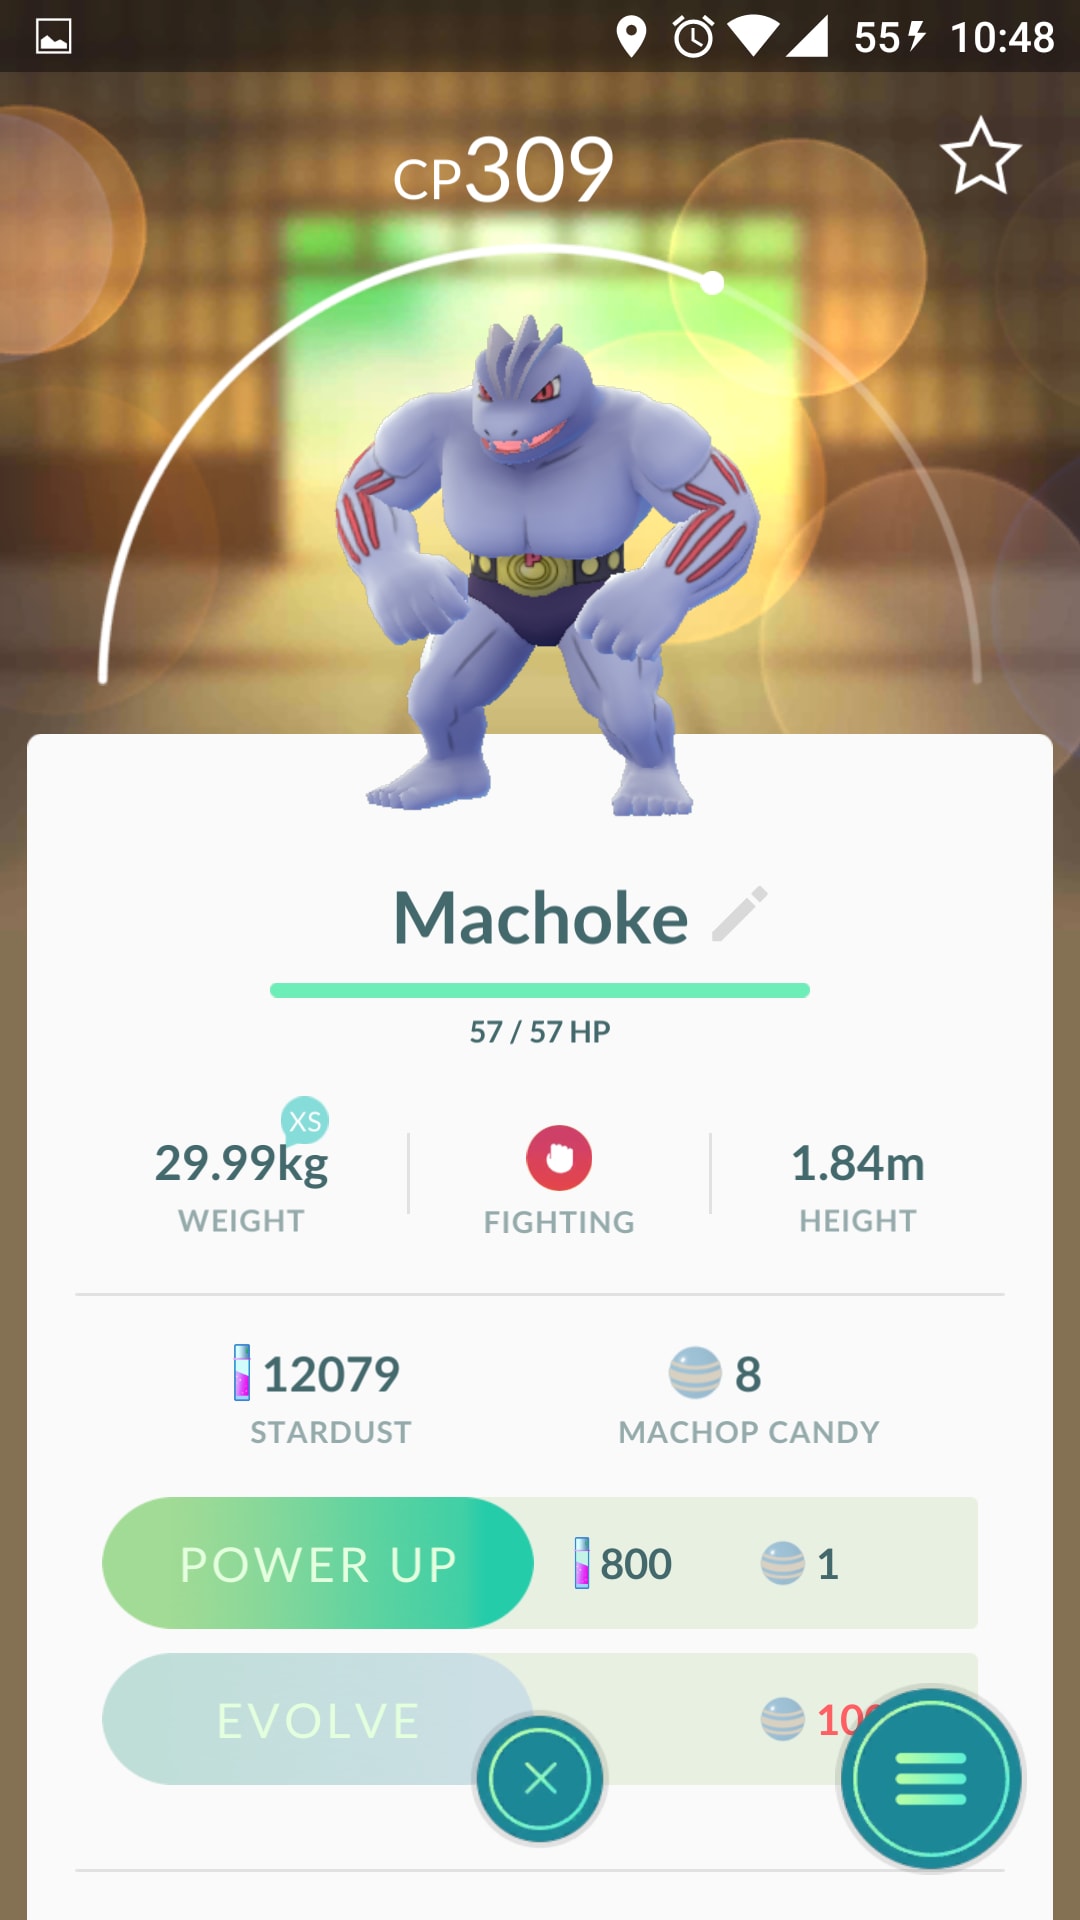 55 10:48
CP309
P
Machoke
57 / 57 HP
XS
29.99kg
WEIGHT
FIGHTING
1.84m
HEIGHT
12079
STARDUST
8
MACHOP CANDY
POWER UP 800 1
EVOLVE